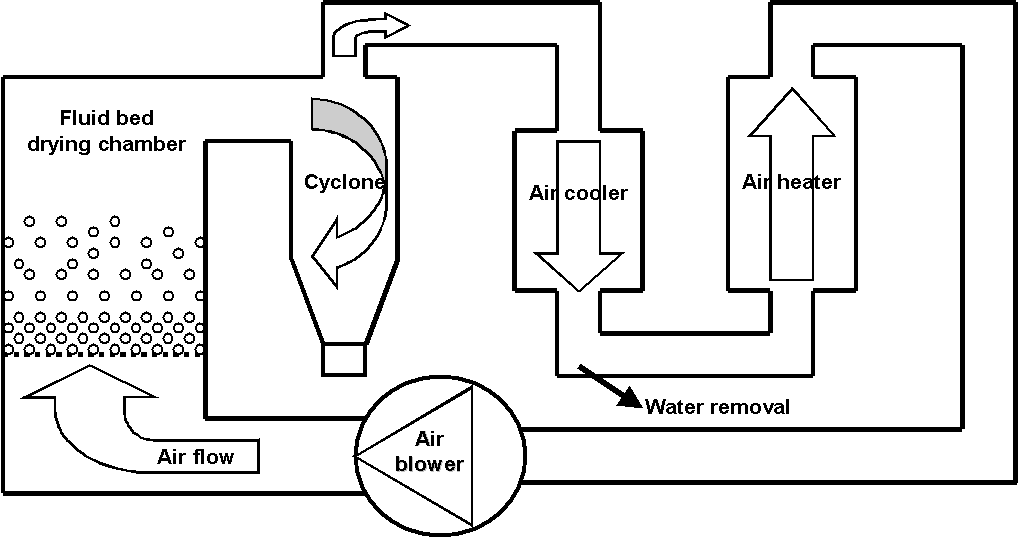 Fluid bed
drying chamber
Cyclone
Air cooler
Air heater
Water removal
Air flow
Air
blower